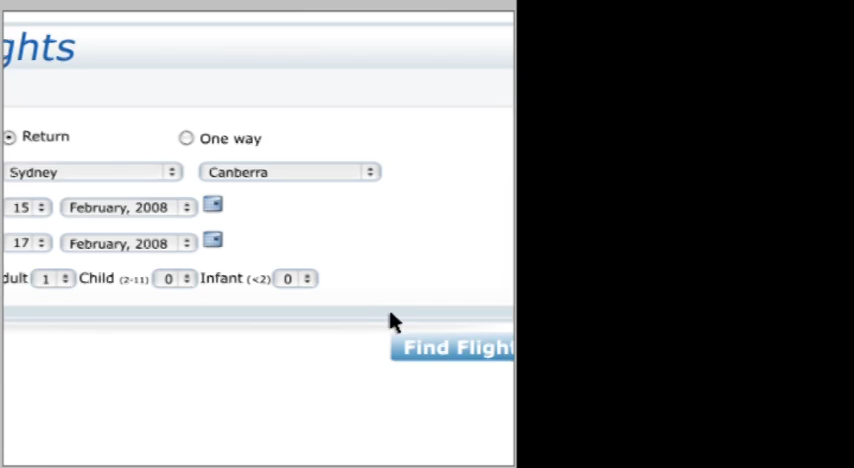 ghts
Return One way
Sydney Canberra
15 February, 2008
17 February, 2008
dult 1 Child (2-11) 0 Infant (<2) 0
Find Flight